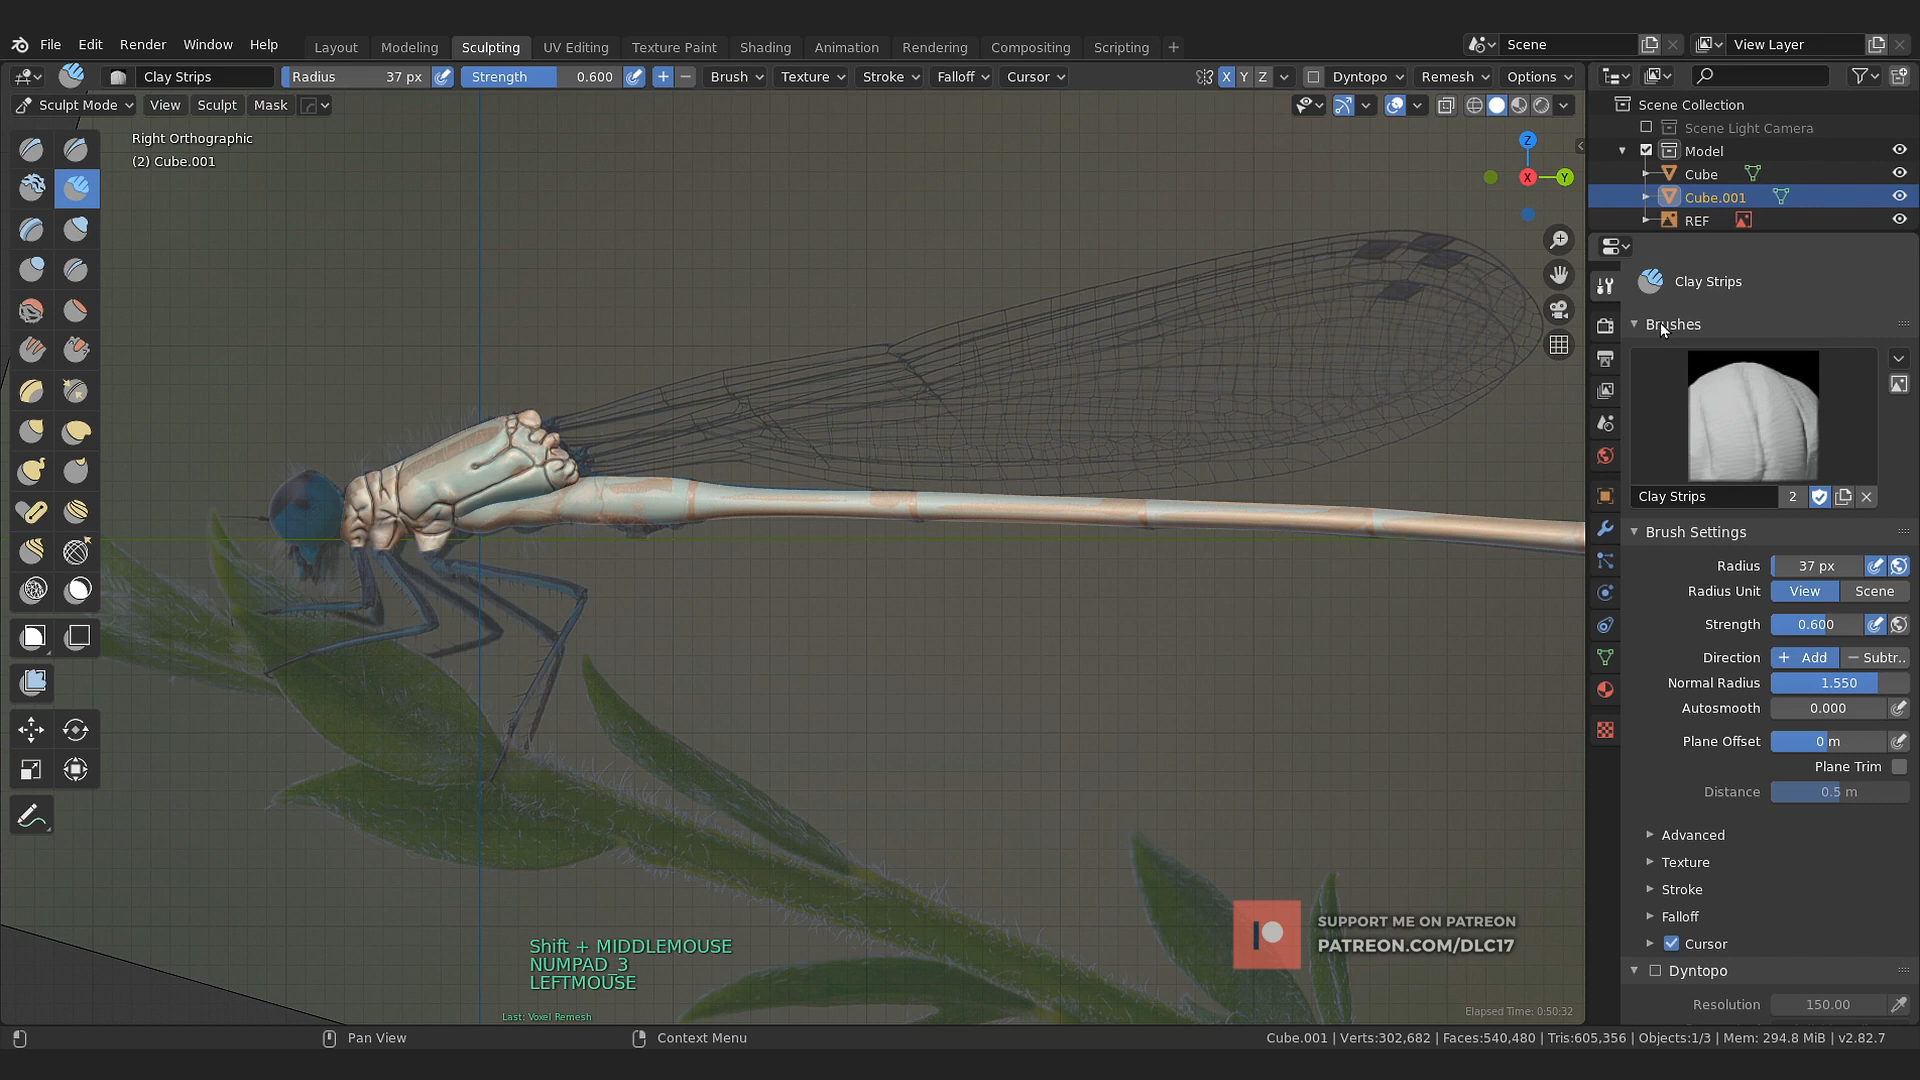 File Edit Render Window Help Layout Modeling Sculpting UV Editing Texture Paint Shading Animation Rendering Compositing Scripting + Scene View Layer
Clay Strips Radius 37 px Strength 0.600 + − Brush Texture Stroke Falloff Cursor X Y Z Dyntopo Remesh Options
Sculpt Mode View Sculpt Mask
Right Orthographic
(2) Cube.001
Z
X
Y
Scene Collection
Scene Light Camera
Model
Cube
Cube.001
REF
Clay Strips
Brushes
Clay Strips 2
Brush Settings
Radius 37 px
Radius Unit View Scene
Strength 0.600
Direction + Add − Subtr..
Normal Radius 1.550
Autosmooth 0.000
Plane Offset 0 m
Plane Trim
Distance 0.5 m
Advanced
Texture
Stroke
Falloff
Cursor
Dyntopo
Resolution 150.00
SUPPORT ME ON PATREON
PATREON.COM/DLC17
Shift + MIDDLEMOUSE
NUMPAD_3
LEFTMOUSE
Last: Voxel Remesh
Elapsed Time: 0:50:32
Pan View Context Menu Cube.001 | Verts:302,682 | Faces:540,480 | Tris:605,356 | Objects:1/3 | Mem: 294.8 MiB | v2.82.7